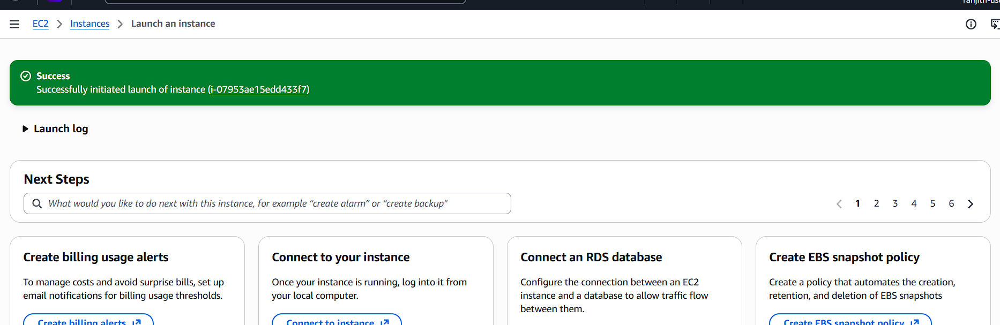 EC2 > Instances > Launch an instance
Success
Successfully initiated launch of instance (i-07953ae15edd433f7)
Launch log
Next Steps
What would you like to do next with this instance, for example “create alarm” or “create backup"
1 2 3 4 5 6
Create billing usage alerts
To manage costs and avoid surprise bills, set up
email notifications for billing usage thresholds.
Create billing alerts
Connect to your instance
Once your instance is running, log into it from
your local computer.
Connect to instance
Connect an RDS database
Configure the connection between an EC2
instance and a database to allow traffic flow
between them.
Create EBS snapshot policy
Create a policy that automates the creation,
retention, and deletion of EBS snapshots
Create EBS snapshot policy